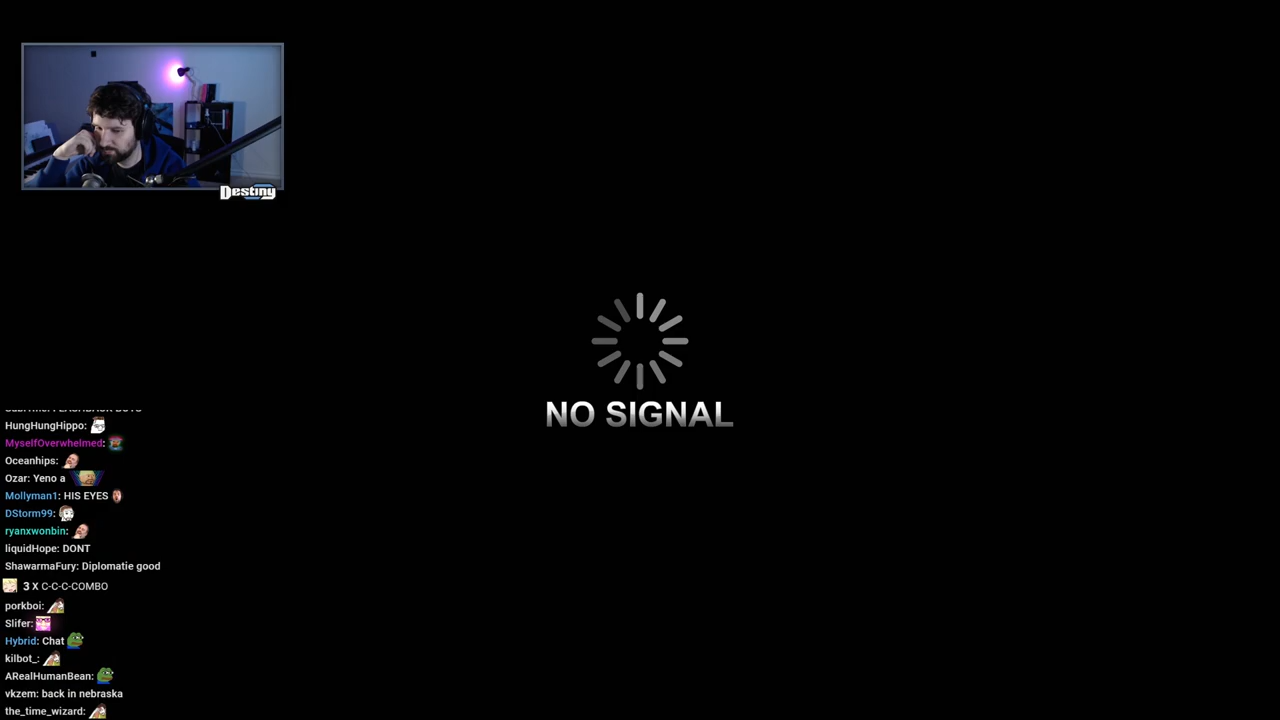 Destiny
NO SIGNAL
HungHungHippo:
MyselfOverwhelmed:
Oceanhips:
Ozar: Yeno a
Mollyman1: HIS EYES
DStorm99:
ryanxwonbin:
liquidHope: DONT
ShawarmaFury: Diplomatie good
3 X C-C-C-COMBO
porkboi:
Slifer:
Hybrid: Chat
kilbot_:
ARealHumanBean:
vkzem: back in nebraska
the_time_wizard: